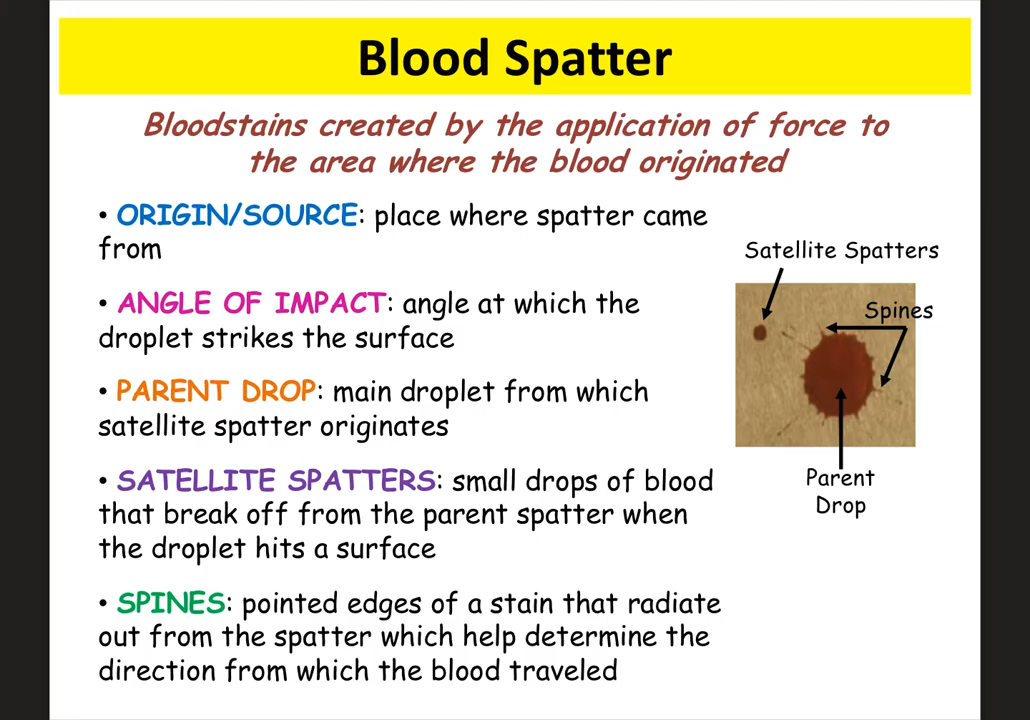 Blood Spatter
Bloodstains created by the application of force to
the area where the blood originated
• ORIGIN/SOURCE: place where spatter came
from
• ANGLE OF IMPACT: angle at which the
droplet strikes the surface
• PARENT DROP: main droplet from which
satellite spatter originates
• SATELLITE SPATTERS: small drops of blood
that break off from the parent spatter when
the droplet hits a surface
• SPINES: pointed edges of a stain that radiate
out from the spatter which help determine the
direction from which the blood traveled
Satellite Spatters
Spines
Parent
Drop